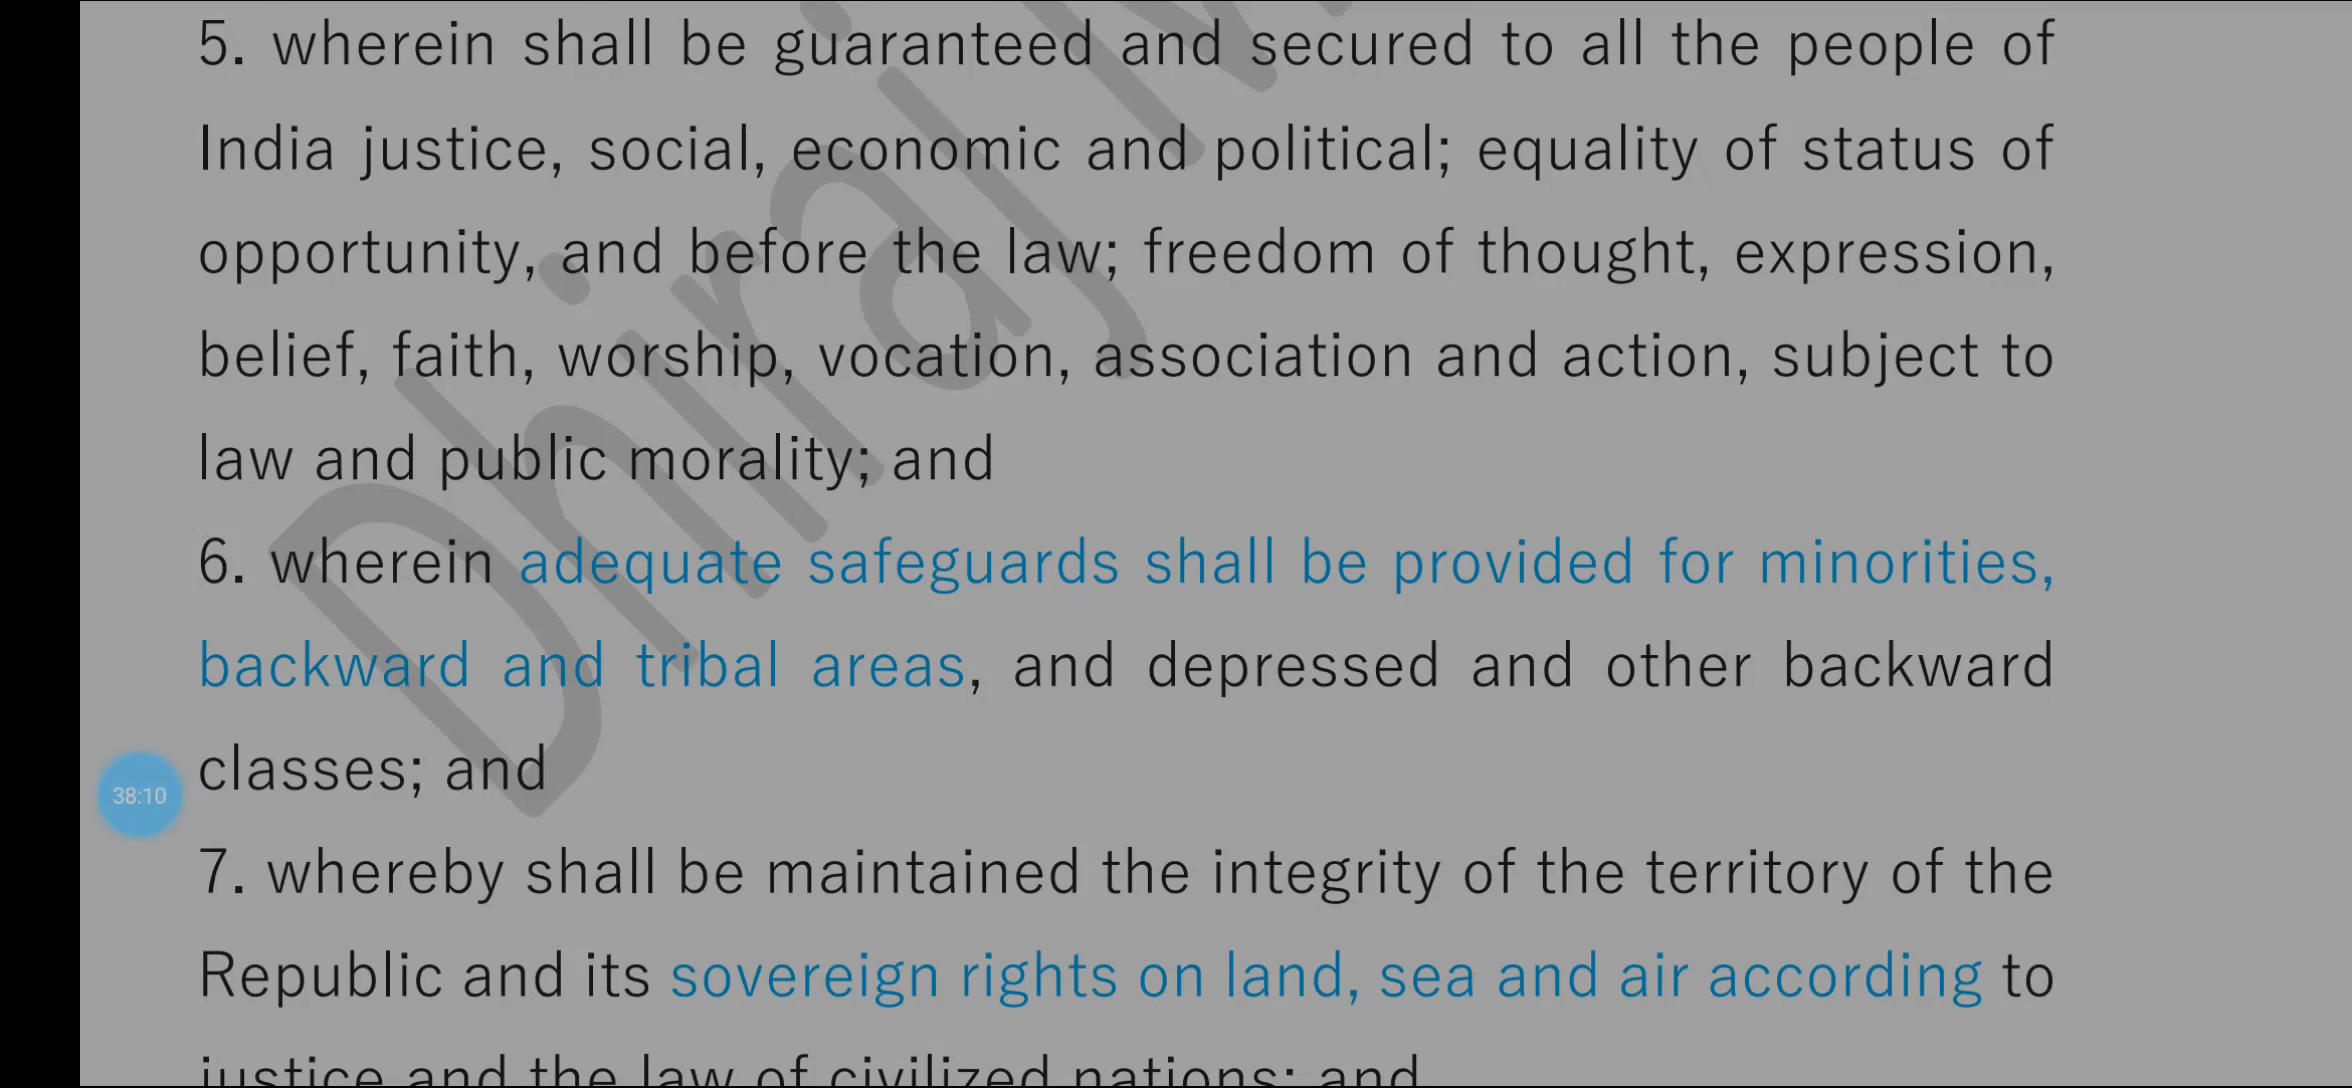 5. wherein shall be guaranteed and secured to all the people of
India justice, social, economic and political; equality of status of
opportunity, and before the law; freedom of thought, expression,
belief, faith, worship, vocation, association and action, subject to
law and public morality; and
6. wherein adequate safeguards shall be provided for minorities,
backward and tribal areas, and depressed and other backward
classes; and
38:10
7. whereby shall be maintained the integrity of the territory of the
Republic and its sovereign rights on land, sea and air according to
justice and the law of civilized nations; and
Dhiraj